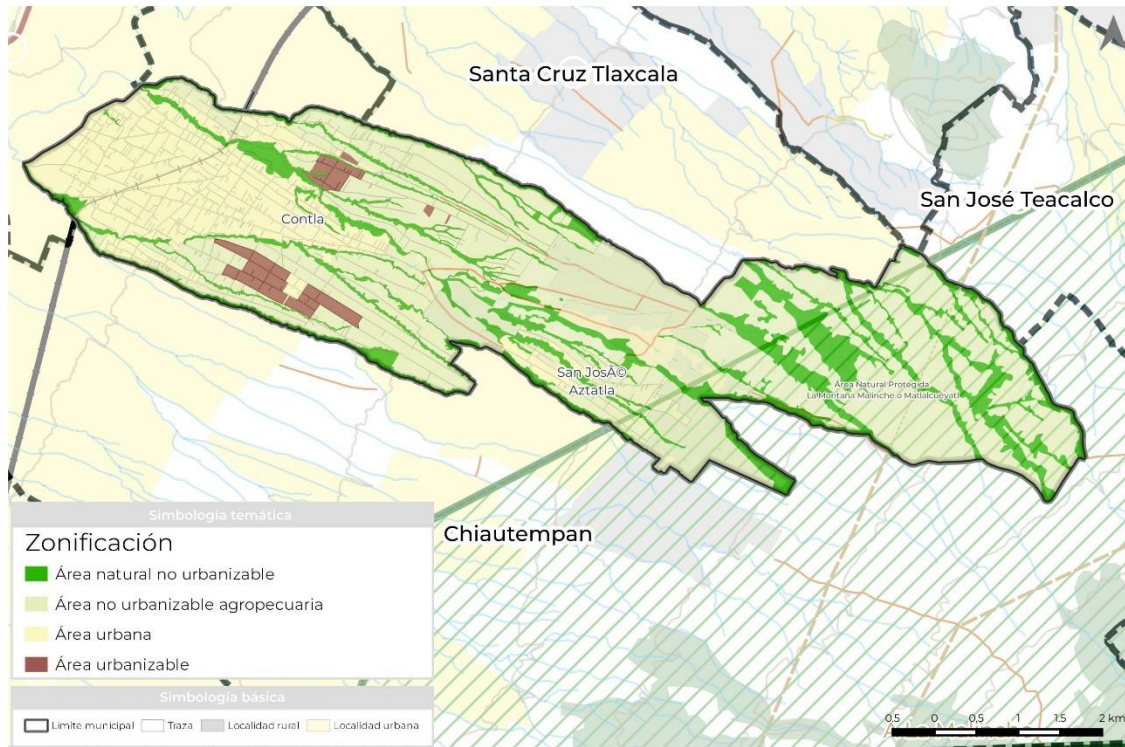 Santa Cruz Tlaxcala
San José Teacalco
Contla
San JosÃ©
Aztatla
Área Natural Protegida
La Montaña Malinche o Matlalcuéyatl
Chiautempan
Simbología temática
Zonificación
Área natural no urbanizable
Área no urbanizable agropecuaria
Área urbana
Área urbanizable
Simbología básica
Límite municipal
Traza
Localidad rural
Localidad urbana
0.5 0 0.5 1 1.5 2 km